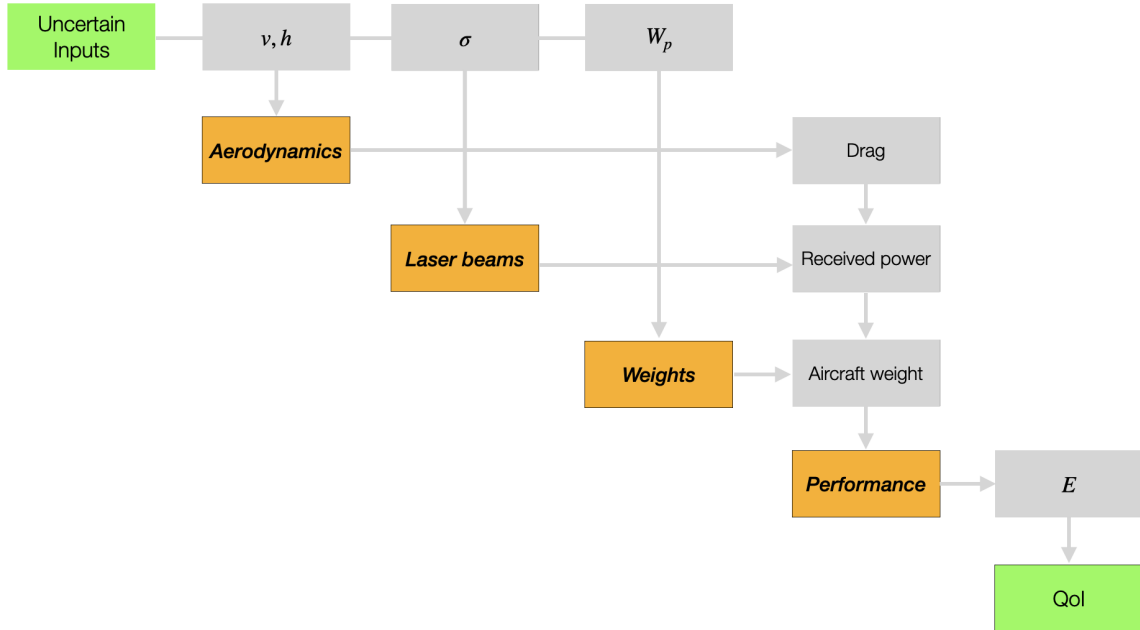 Uncertain
Inputs
v, h
σ
W_p
Aerodynamics
Drag
Laser beams
Received power
Weights
Aircraft weight
Performance
E
QoI